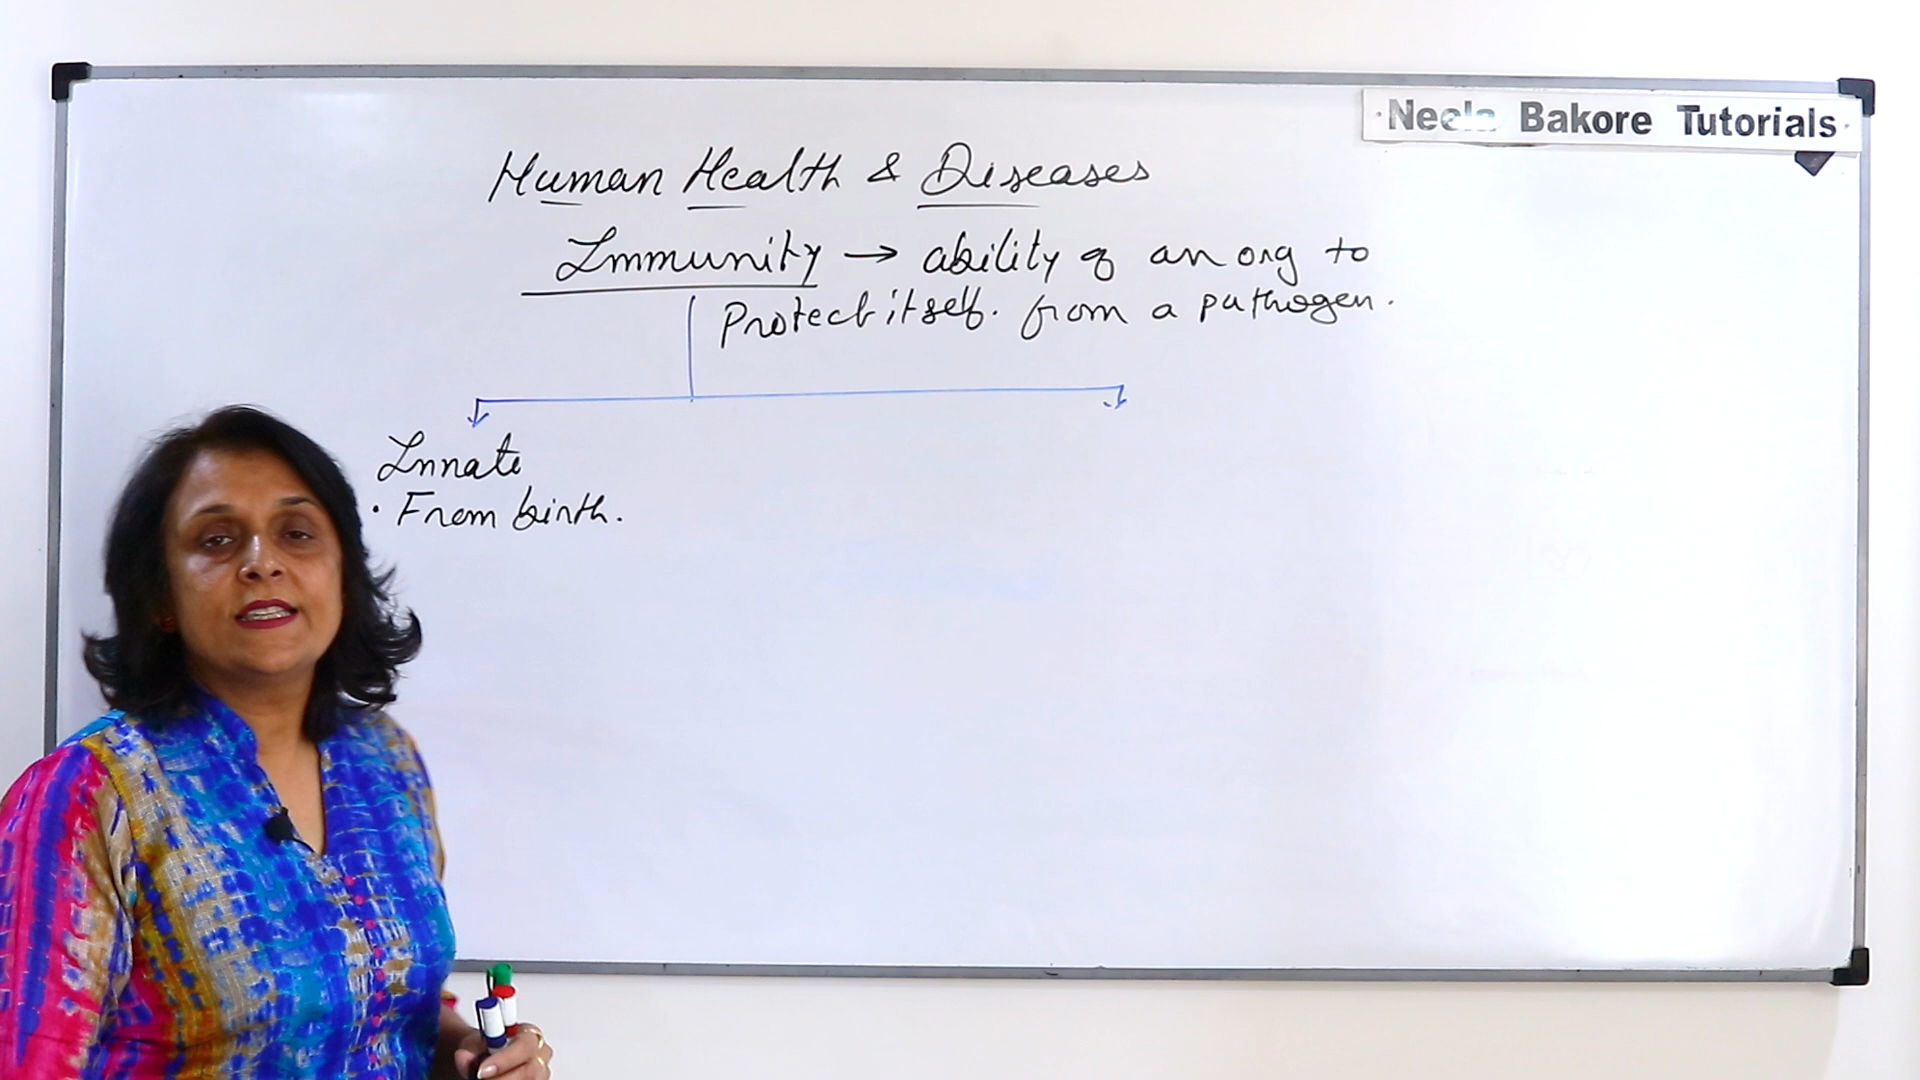 Neela Bakore Tutorials
Human Health & Diseases
Immunity → ability of an org to
Protect itself. from a pathogen.
Innate
• From birth.